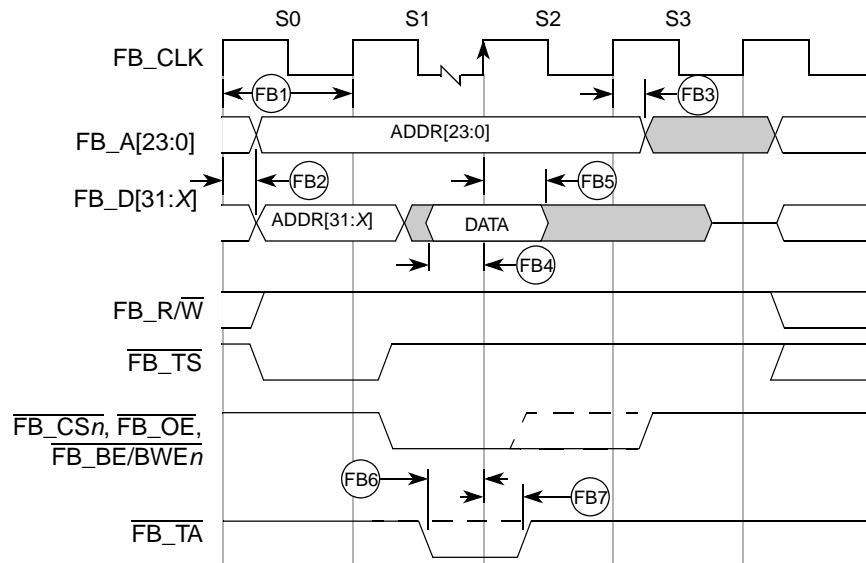 S0 S1 S2 S3
FB_CLK
FB1
FB3
FB_A[23:0]
ADDR[23:0]
FB2
FB5
FB_D[31:X]
ADDR[31:X]
DATA
FB4
FB_R/W
FB_TS
FB_CSn, FB_OE,
FB_BE/BWEn
FB6
FB7
FB_TA